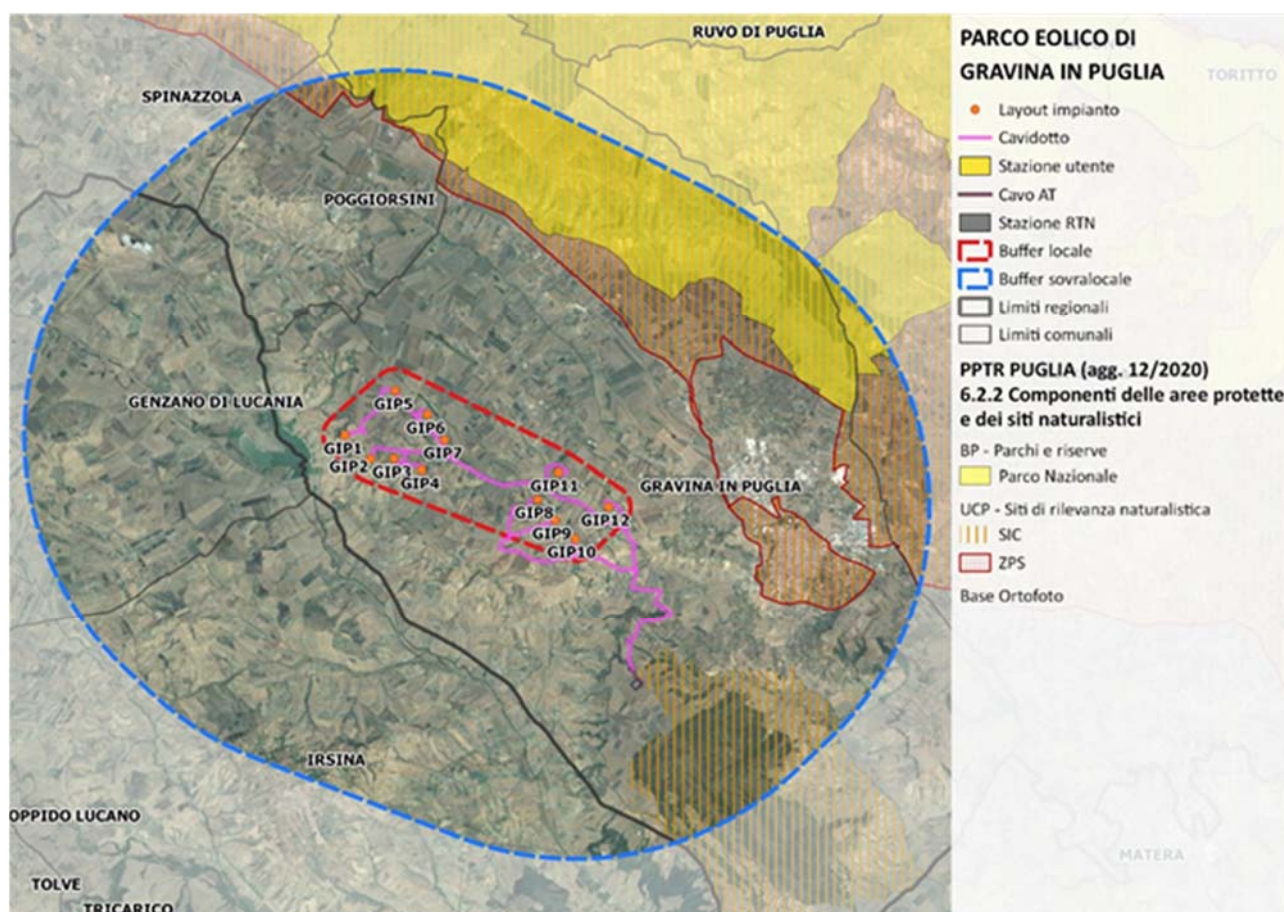 RUVO DI PUGLIA
SPINAZZOLA
POGGIORSINI
GENZANO DI LUCANIA
GIP5
GIP6
GIP1
GIP7
GIP2
GIP3
GIP4
GIP11
GRAVINA IN PUGLIA
GIP8
GIP12
GIP9
GIP10
IRSINA
OPPIDO LUCANO
TOLVE
TRICARICO
PARCO EOLICO DI
GRAVINA IN PUGLIA
TORITTO
Layout impianto
Cavidotto
Stazione utente
Cavo AT
Stazione RTN
Buffer locale
Buffer sovralocale
Limiti regionali
Limiti comunali
PPTR PUGLIA (agg. 12/2020)
6.2.2 Componenti delle aree protette
e dei siti naturalistici
BP - Parchi e riserve
Parco Nazionale
UCP - Siti di rilevanza naturalistica
SIC
ZPS
Base Ortofoto
MATERA